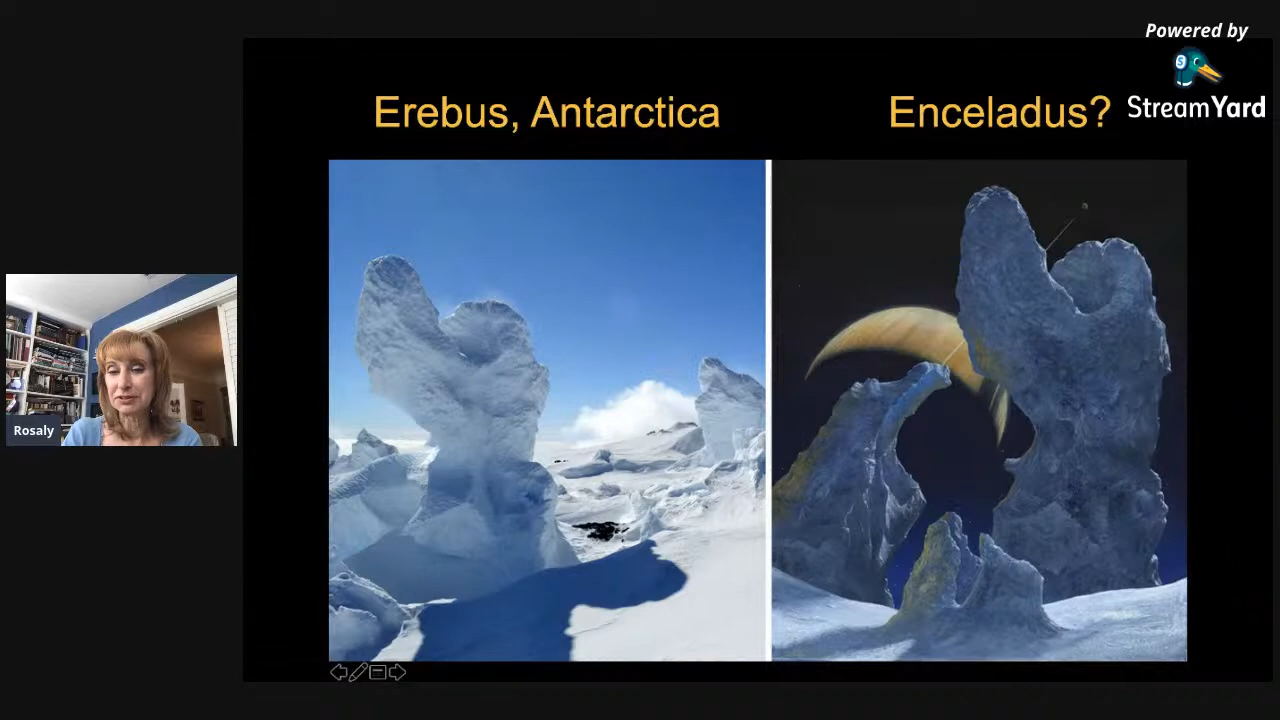 Powered by
StreamYard
Erebus, Antarctica
Enceladus?
Rosaly